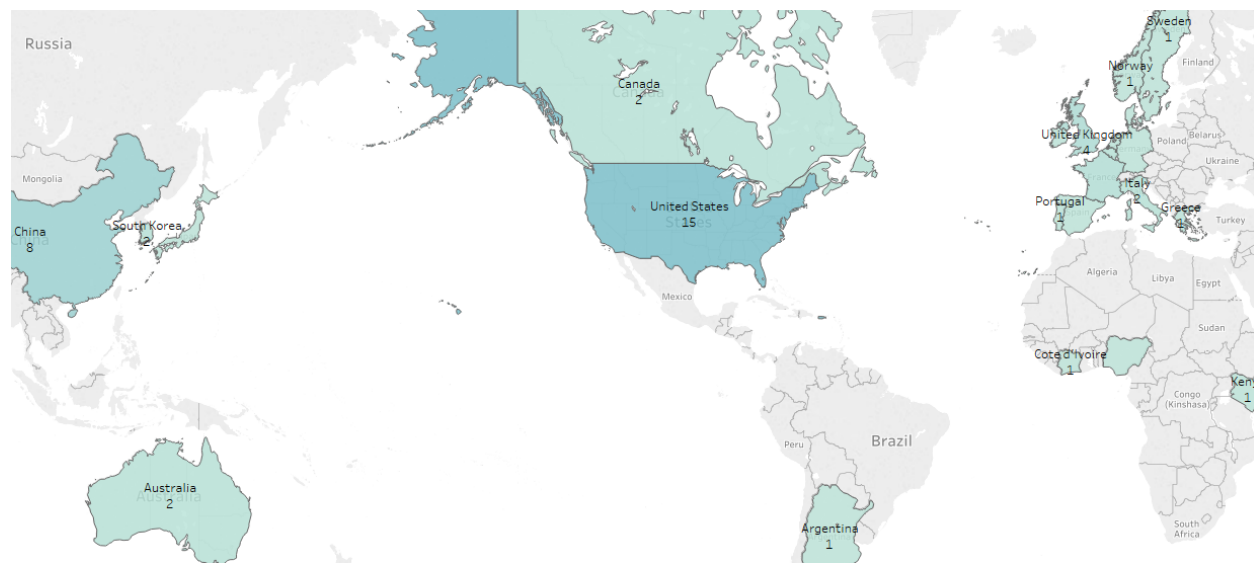 Russia
Mongolia
China
8
South Korea
2
Australia
2
Canada
2
United States
15
Mexico
Peru
Brazil
Argentina
1
Sweden
1
Norway
1
Finland
United Kingdom
4
Belarus
Poland
Ukraine
France
Italy
2
Portugal
1
Greece
1
Turkey
Algeria
Libya
Egypt
Sudan
Cote d'Ivoire
1
Keny
1
Congo
(Kinshasa)
South
Africa